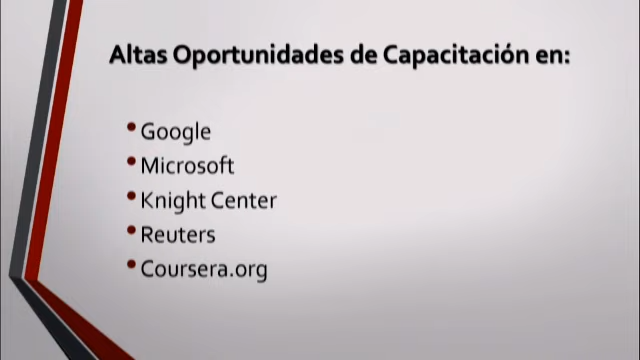 Altas Oportunidades de Capacitación en:
• Google
• Microsoft
• Knight Center
• Reuters
• Coursera.org